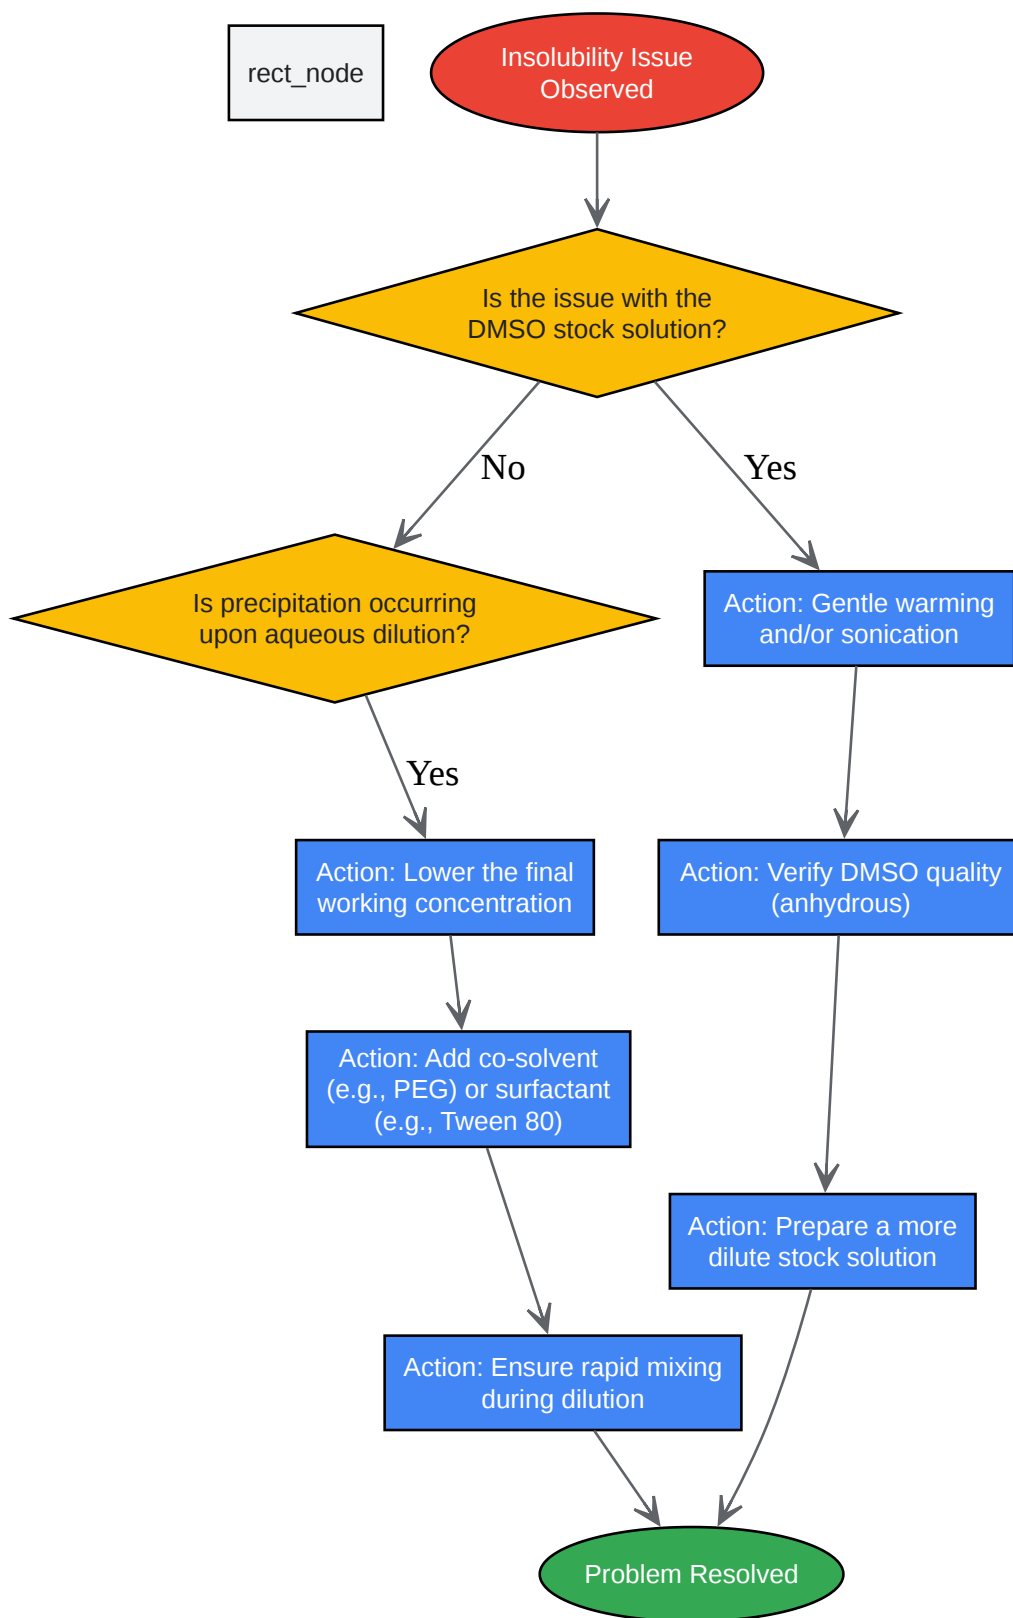 rect_node
Insolubility Issue
Observed
Is the issue with the
DMSO stock solution?
No
Yes
Is precipitation occurring
upon aqueous dilution?
Action: Gentle warming
and/or sonication
Yes
Action: Lower the final
working concentration
Action: Verify DMSO quality
(anhydrous)
Action: Add co-solvent
(e.g., PEG) or surfactant
(e.g., Tween 80)
Action: Prepare a more
dilute stock solution
Action: Ensure rapid mixing
during dilution
Problem Resolved